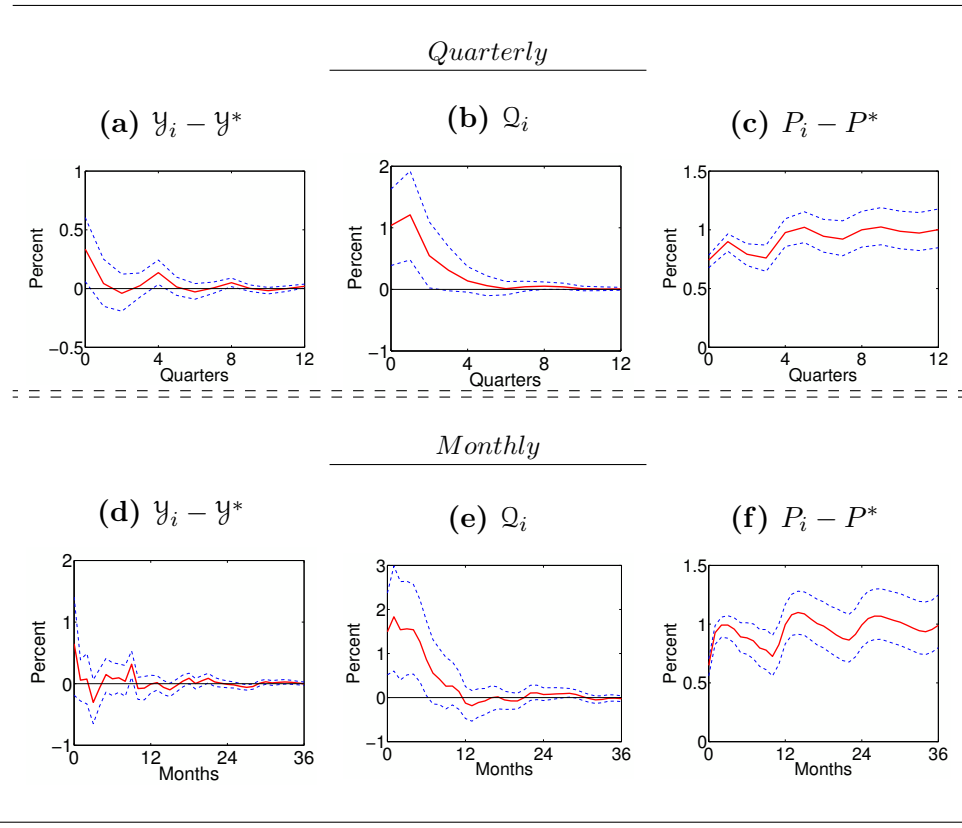 Quarterly
(a) 𝒴ᵢ − 𝒴*
(b) 𝒬ᵢ
(c) Pᵢ − P*
1
0.5
0
−0.5
Percent
0 4 8 12
Quarters
2
1
0
−1
Percent
0 4 8 12
Quarters
1.5
1
0.5
0
Percent
0 4 8 12
Quarters
Monthly
(d) 𝒴ᵢ − 𝒴*
(e) 𝒬ᵢ
(f) Pᵢ − P*
2
1
0
−1
Percent
0 12 24 36
Months
3
2
1
0
−1
Percent
0 12 24 36
Months
1.5
1
0.5
0
Percent
0 12 24 36
Months